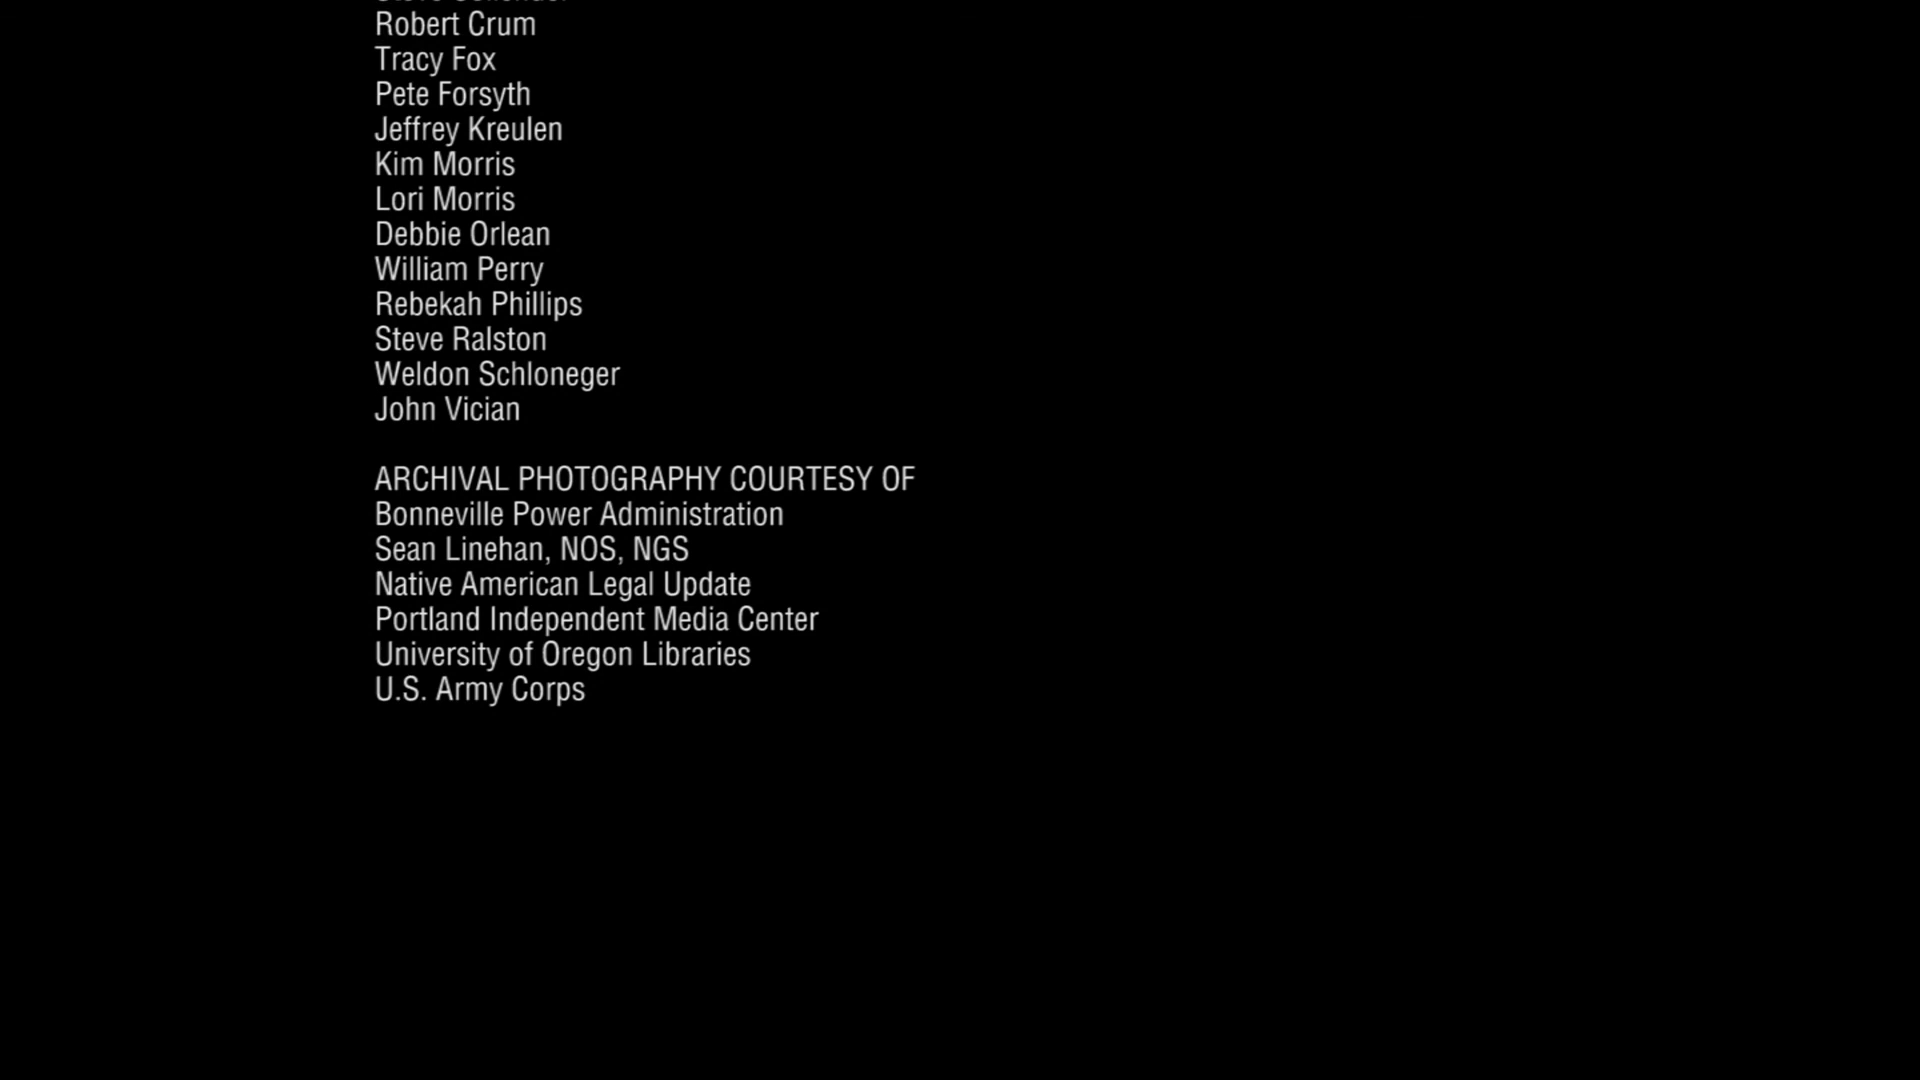 Robert Crum
Tracy Fox
Pete Forsyth
Jeffrey Kreulen
Kim Morris
Lori Morris
Debbie Orlean
William Perry
Rebekah Phillips
Steve Ralston
Weldon Schloneger
John Vician
ARCHIVAL PHOTOGRAPHY COURTESY OF
Bonneville Power Administration
Sean Linehan, NOS, NGS
Native American Legal Update
Portland Independent Media Center
University of Oregon Libraries
U.S. Army Corps